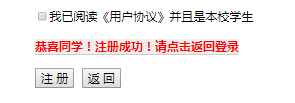 我已阅读《用户协议》并且是本校学生
恭喜同学！注册成功！请点击返回登录
注 册 返 回